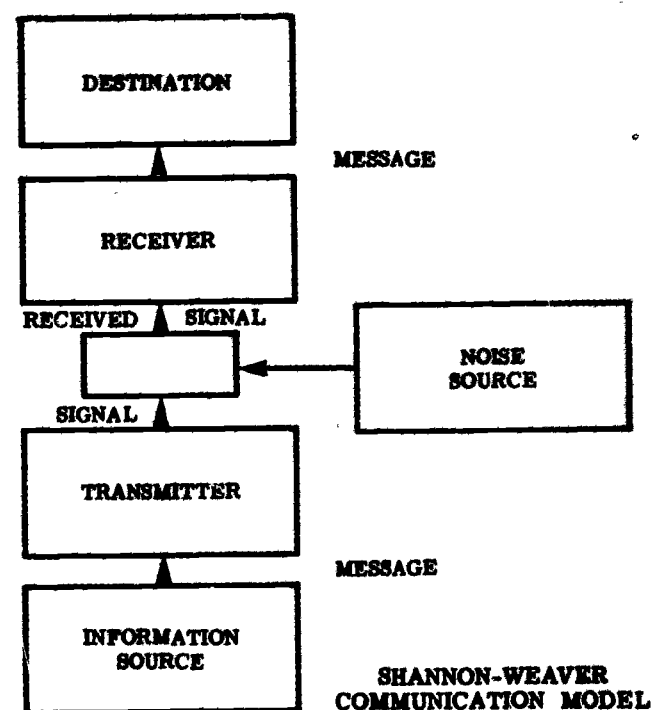 DESTINATION
MESSAGE
RECEIVER
RECEIVED SIGNAL
NOISE
SOURCE
SIGNAL
TRANSMITTER
MESSAGE
INFORMATION
SOURCE
SHANNON-WEAVER
COMMUNICATION MODEL